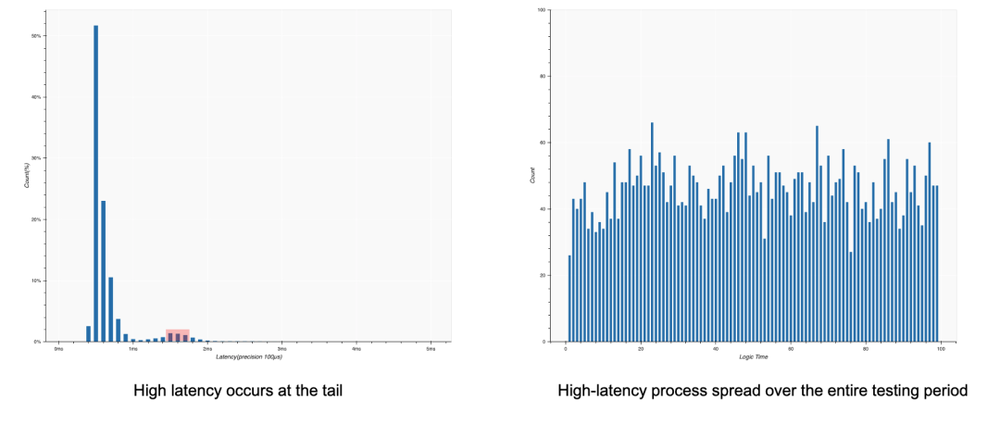 50%
40%
30%
20%
10%
0%
Count(%)
0ms 1ms 2ms 3ms 4ms 5ms
Latency(precision 100μs)
High latency occurs at the tail
100
80
60
40
20
0
Count
0 20 40 60 80 100
Logic Time
High-latency process spread over the entire testing period